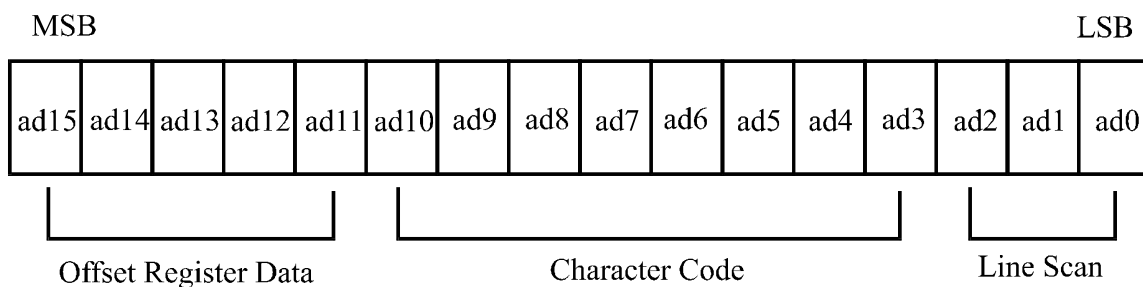 MSB LSB
ad15 ad14 ad13 ad12 ad11 ad10 ad9 ad8 ad7 ad6 ad5 ad4 ad3 ad2 ad1 ad0
Offset Register Data Character Code Line Scan